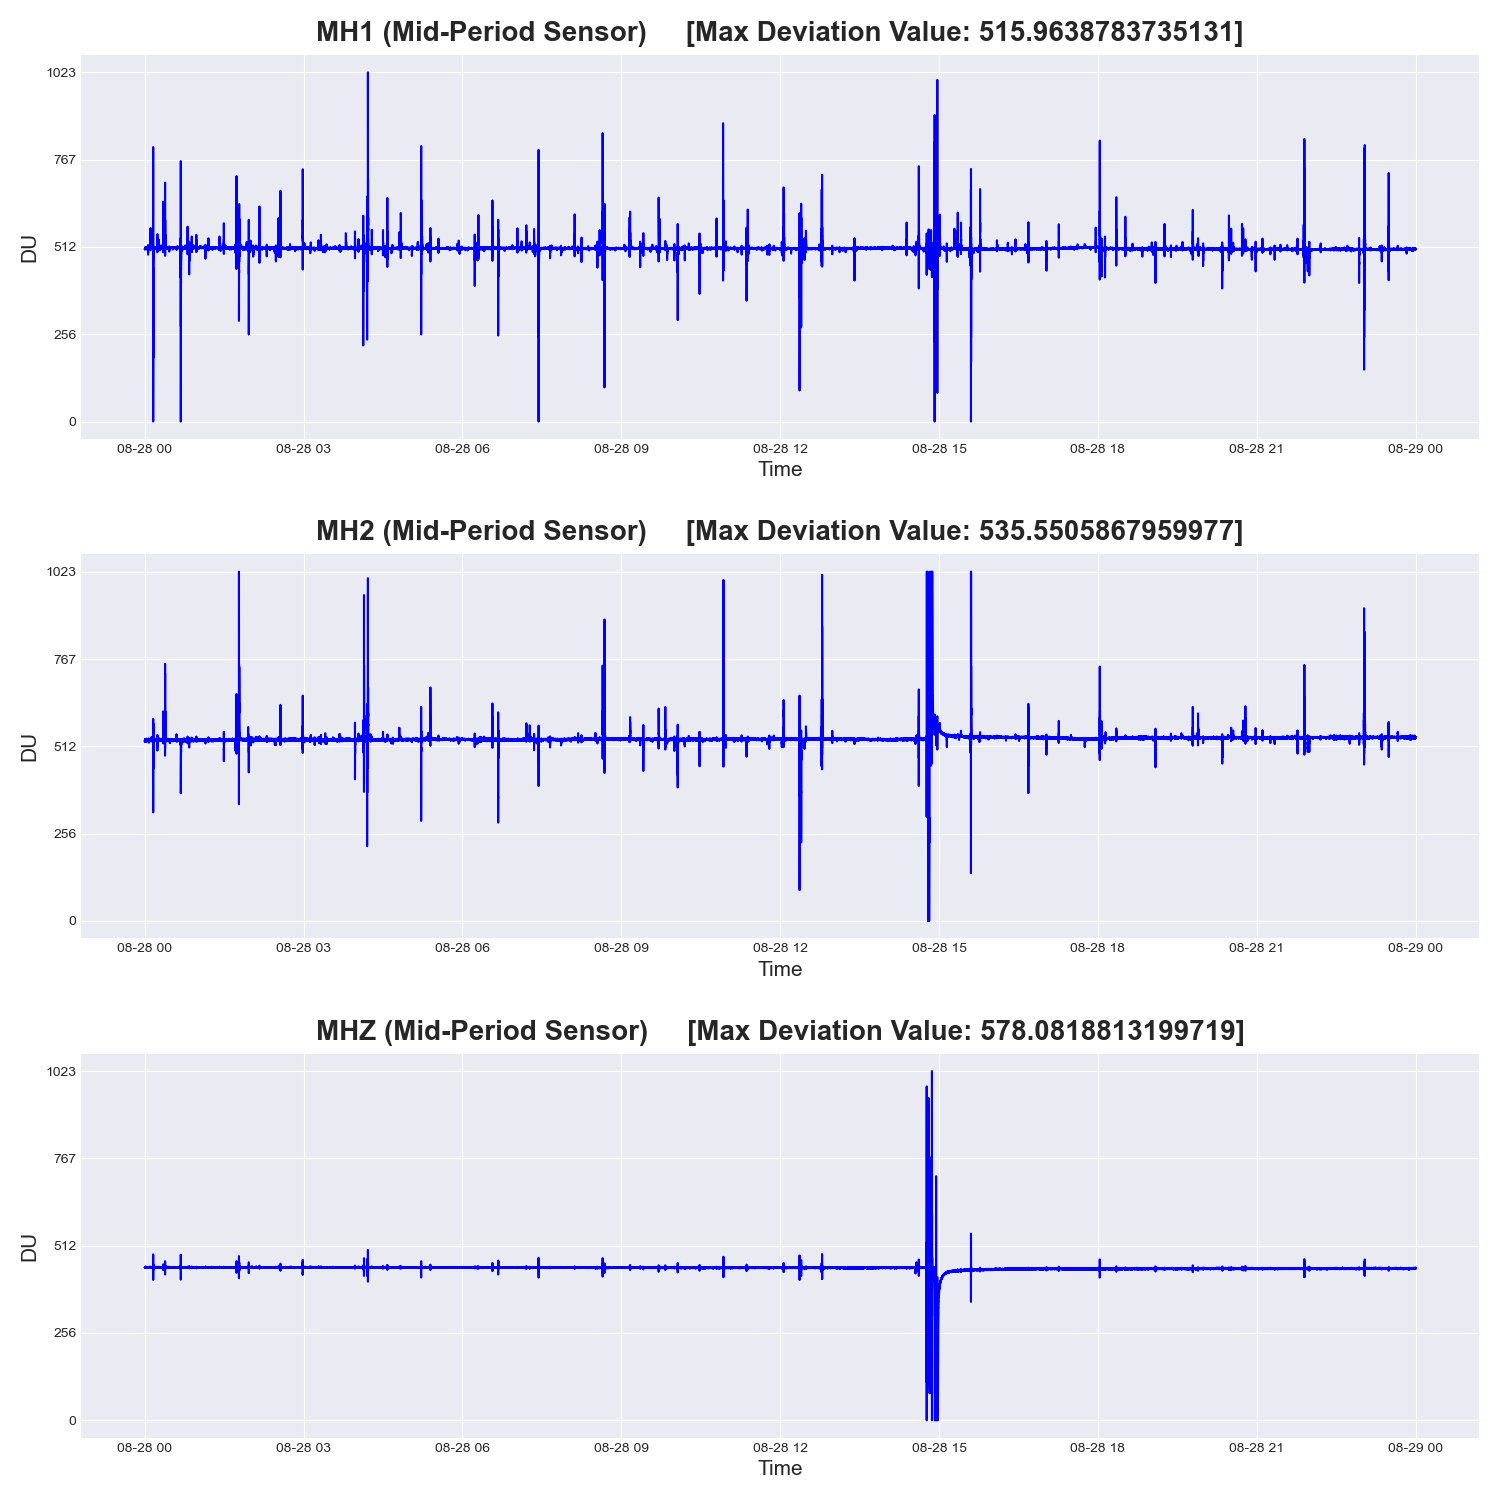 MH1 (Mid-Period Sensor) [Max Deviation Value: 515.9638783735131]
1023
767
512
256
0
DU
08-28 00 08-28 03 08-28 06 08-28 09 08-28 12 08-28 15 08-28 18 08-28 21 08-29 00
Time
MH2 (Mid-Period Sensor) [Max Deviation Value: 535.5505867959977]
1023
767
512
256
0
DU
08-28 00 08-28 03 08-28 06 08-28 09 08-28 12 08-28 15 08-28 18 08-28 21 08-29 00
Time
MHZ (Mid-Period Sensor) [Max Deviation Value: 578.0818813199719]
1023
767
512
256
0
DU
08-28 00 08-28 03 08-28 06 08-28 09 08-28 12 08-28 15 08-28 18 08-28 21 08-29 00
Time